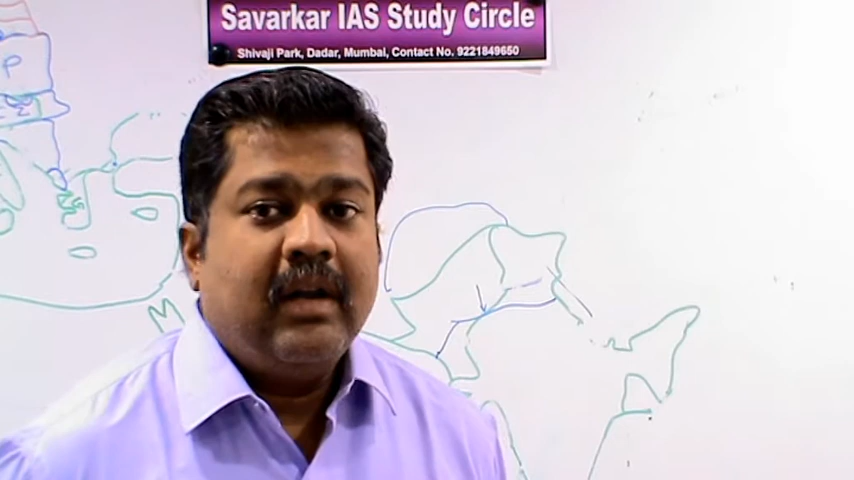 Savarkar IAS Study Circle
Shivaji Park, Dadar, Mumbai, Contact No. 9221849650
P